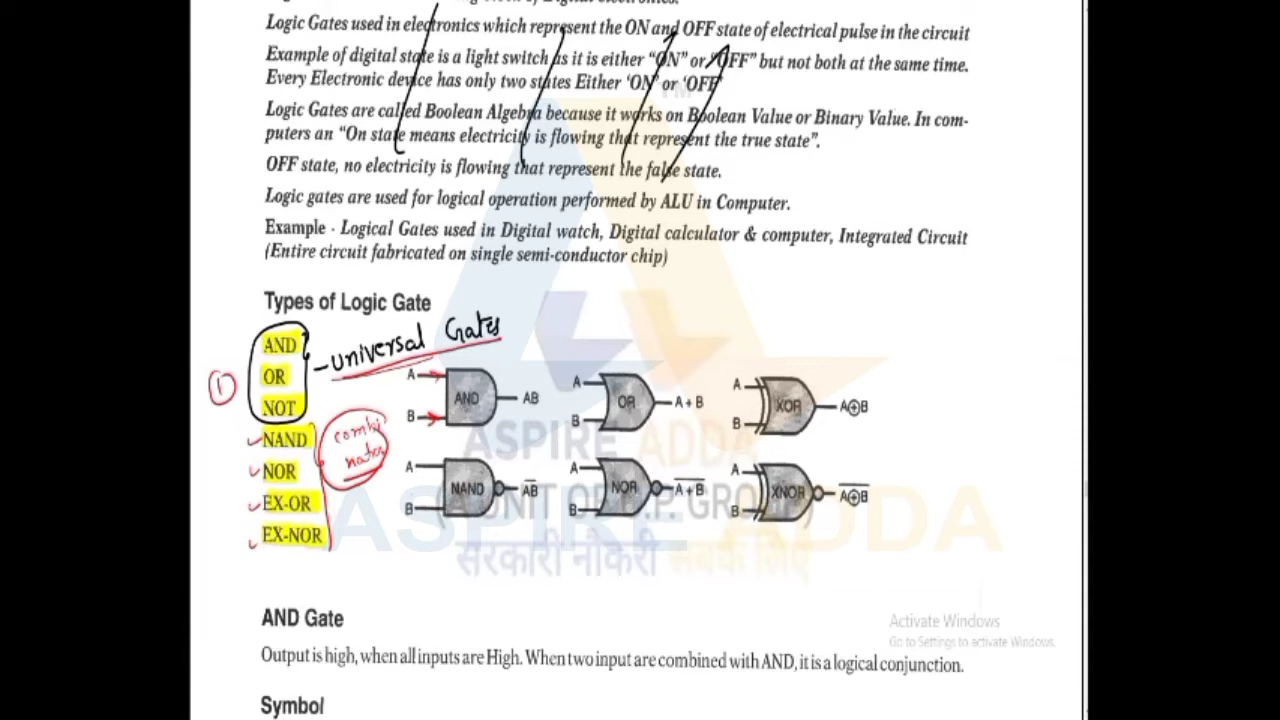 Logic Gates used in electronics which represent the ON and OFF state of electrical pulse in the circuit
Example of digital state is a light switch as it is either “ON” or “OFF” but not both at the same time.
Every Electronic device has only two states Either ‘ON’ or ‘OFF’
TM
Logic Gates are called Boolean Algebra because it works on Boolean Value or Binary Value. In com-
puters an “On state means electricity is flowing that represent the true state”.
OFF state, no electricity is flowing that represent the false state.
Logic gates are used for logical operation performed by ALU in Computer.
Example - Logical Gates used in Digital watch, Digital calculator & computer, Integrated Circuit
(Entire circuit fabricated on single semi-conductor chip)
Types of Logic Gate
AND
OR
NOT
NAND
NOR
EX-OR
EX-NOR
1
universal Gates
combi
nation
A
B
AND
AB
A
B
OR
A + B
A
B
XOR
A⊕B
A
B
NAND
A̅B̅
A
B
NOR
A̅ ̅+̅ ̅B̅
A
B
XNOR
A̅⊕̅B̅
ASPIRE ADDA
ASPIRE ADDA
सरकारी नौकरी सबके लिए
AND Gate
Output is high, when all inputs are High. When two input are combined with AND, it is a logical conjunction.
Symbol
Activate Windows
Go to Settings to activate Windows.